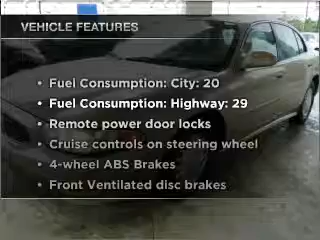 VEHICLE FEATURES
• Fuel Consumption: City: 20
• Fuel Consumption: Highway: 29
• Remote power door locks
• Cruise controls on steering wheel
• 4-wheel ABS Brakes
• Front Ventilated disc brakes